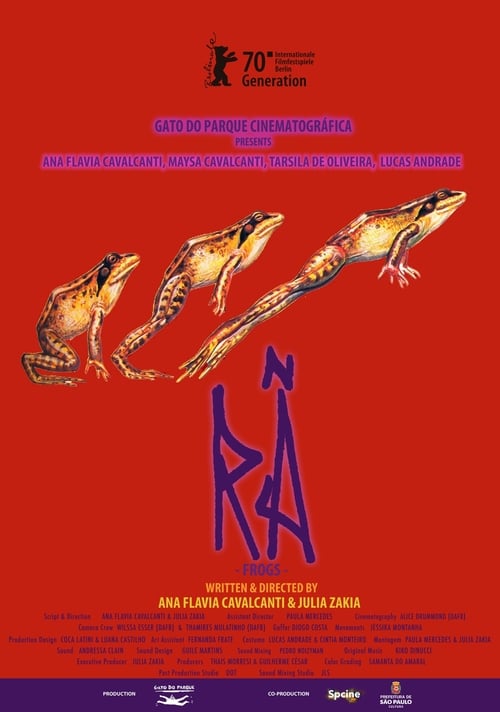 70 Internationale
Filmfestspiele
Berlin
Generation
GATO DO PARQUE CINEMATOGRÁFICA
PRESENTS
ANA FLAVIA CAVALCANTI, MAYSA CAVALCANTI, TARSILA DE OLIVEIRA, LUCAS ANDRADE
RÃ
- FROGS -
WRITTEN & DIRECTED BY
ANA FLAVIA CAVALCANTI & JULIA ZAKIA
Script & Direction ANA FLAVIA CAVALCANTI & JULIA ZAKIA Assistant Director PAULA MERCEDES Cinematography ALICE DRUMMOND [DAFB]
Camera Crew WILSSA ESSER [DAFB] & THAMIRES MULATINHO [DAFB] Gaffer DIOGO COSTA Movements JESSIRA MONTANHA
Production Design COCA LATINI & LUANA CASTILHO Art Assistant FERNANDA FRATE Costume LUCAS ANDRADE & CINTIA MONTEIRO Montagem PAULA MERCEDES & JULIA ZAKIA
Sound ANDRESSA CLAIN Sound Design GUILE MARTINS Sound Mixing PEDRO NOIZYMAN Original Music KIKO DINUCCI
Executive Producer JULIA ZAKIA Producers THAIS MORRESI & GUILHERME CESAR Color Grading SAMANTA DO AMARAL
Post Production Studio DOT Sound Mixing Studio JLS
PRODUCTION GATO DO PARQUE CO-PRODUCTION Spcine PREFEITURA DE
SÃO PAULO
CULTURA